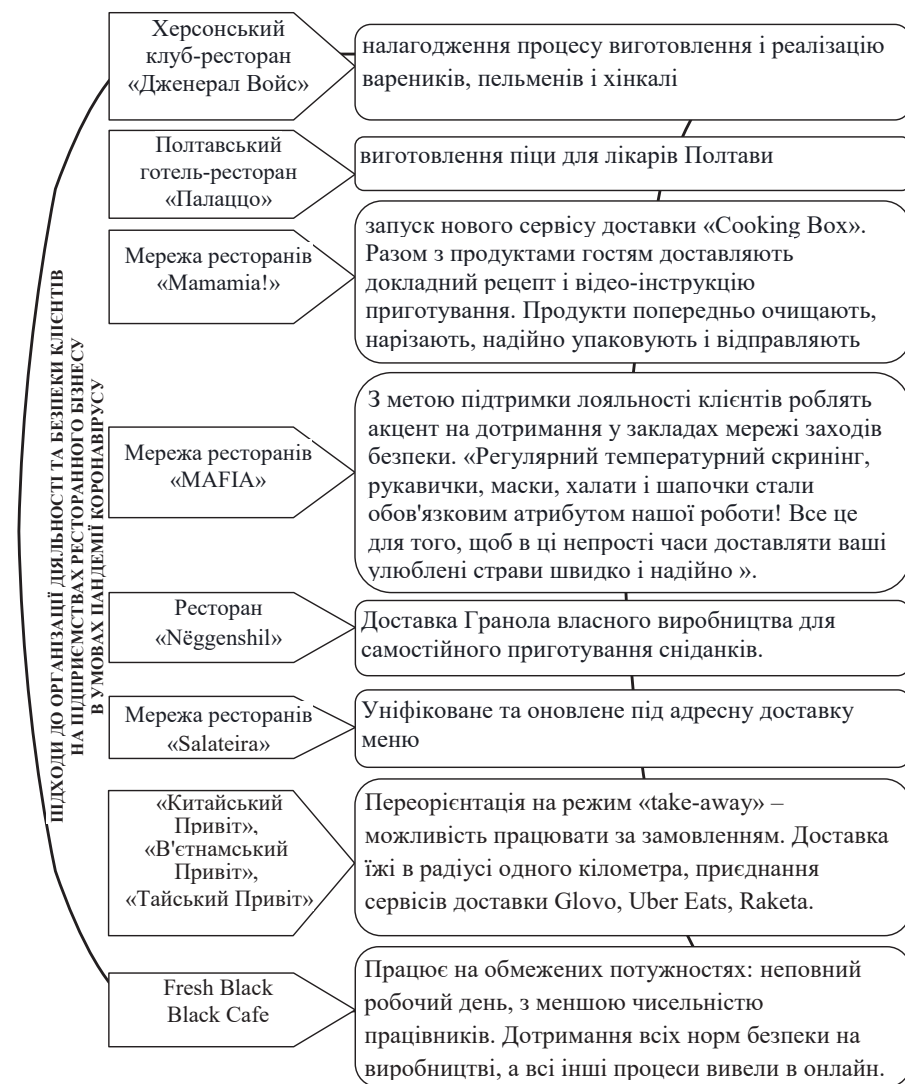 ПІДХОДИ ДО ОРГАНІЗАЦІЇ ДІЯЛЬНОСТІ ТА БЕЗПЕКИ КЛІЄНТІВ
НА ПІДПРИЄМСТВАХ РЕСТОРАННОГО БІЗНЕСУ
В УМОВАХ ПАНДЕМІЇ КОРОНАВІРУСУ
Херсонський
клуб-ресторан
«Дженерал Войс»
налагодження процесу виготовлення і реалізацію
вареників, пельменів і хінкалі
Полтавський
готель-ресторан
«Палаццо»
виготовлення піци для лікарів Полтави
Мережа ресторанів
«Mamamia!»
запуск нового сервісу доставки «Cooking Box».
Разом з продуктами гостям доставляють
докладний рецепт і відео-інструкцію
приготування. Продукти попередньо очищають,
нарізають, надійно упаковують і відправляють
Мережа ресторанів
«MAFIA»
З метою підтримки лояльності клієнтів роблять
акцент на дотримання у закладах мережі заходів
безпеки. «Регулярний температурний скринінг,
рукавички, маски, халати і шапочки стали
обов'язковим атрибутом нашої роботи! Все це
для того, щоб в ці непрості часи доставляти ваші
улюблені страви швидко і надійно ».
Ресторан
«Nëggenshil»
Доставка Гранола власного виробництва для
самостійного приготування сніданків.
Мережа ресторанів
«Salateira»
Уніфіковане та оновлене під адресну доставку
меню
«Китайський
Привіт»,
«В'єтнамський
Привіт»,
«Тайський Привіт»
Переорієнтація на режим «take-away» –
можливість працювати за замовленням. Доставка
їжі в радіусі одного кілометра, приєднання
сервісів доставки Glovo, Uber Eats, Raketa.
Fresh Black
Black Cafe
Працює на обмежених потужностях: неповний
робочий день, з меншою чисельністю
працівників. Дотримання всіх норм безпеки на
виробництві, а всі інші процеси вивели в онлайн.